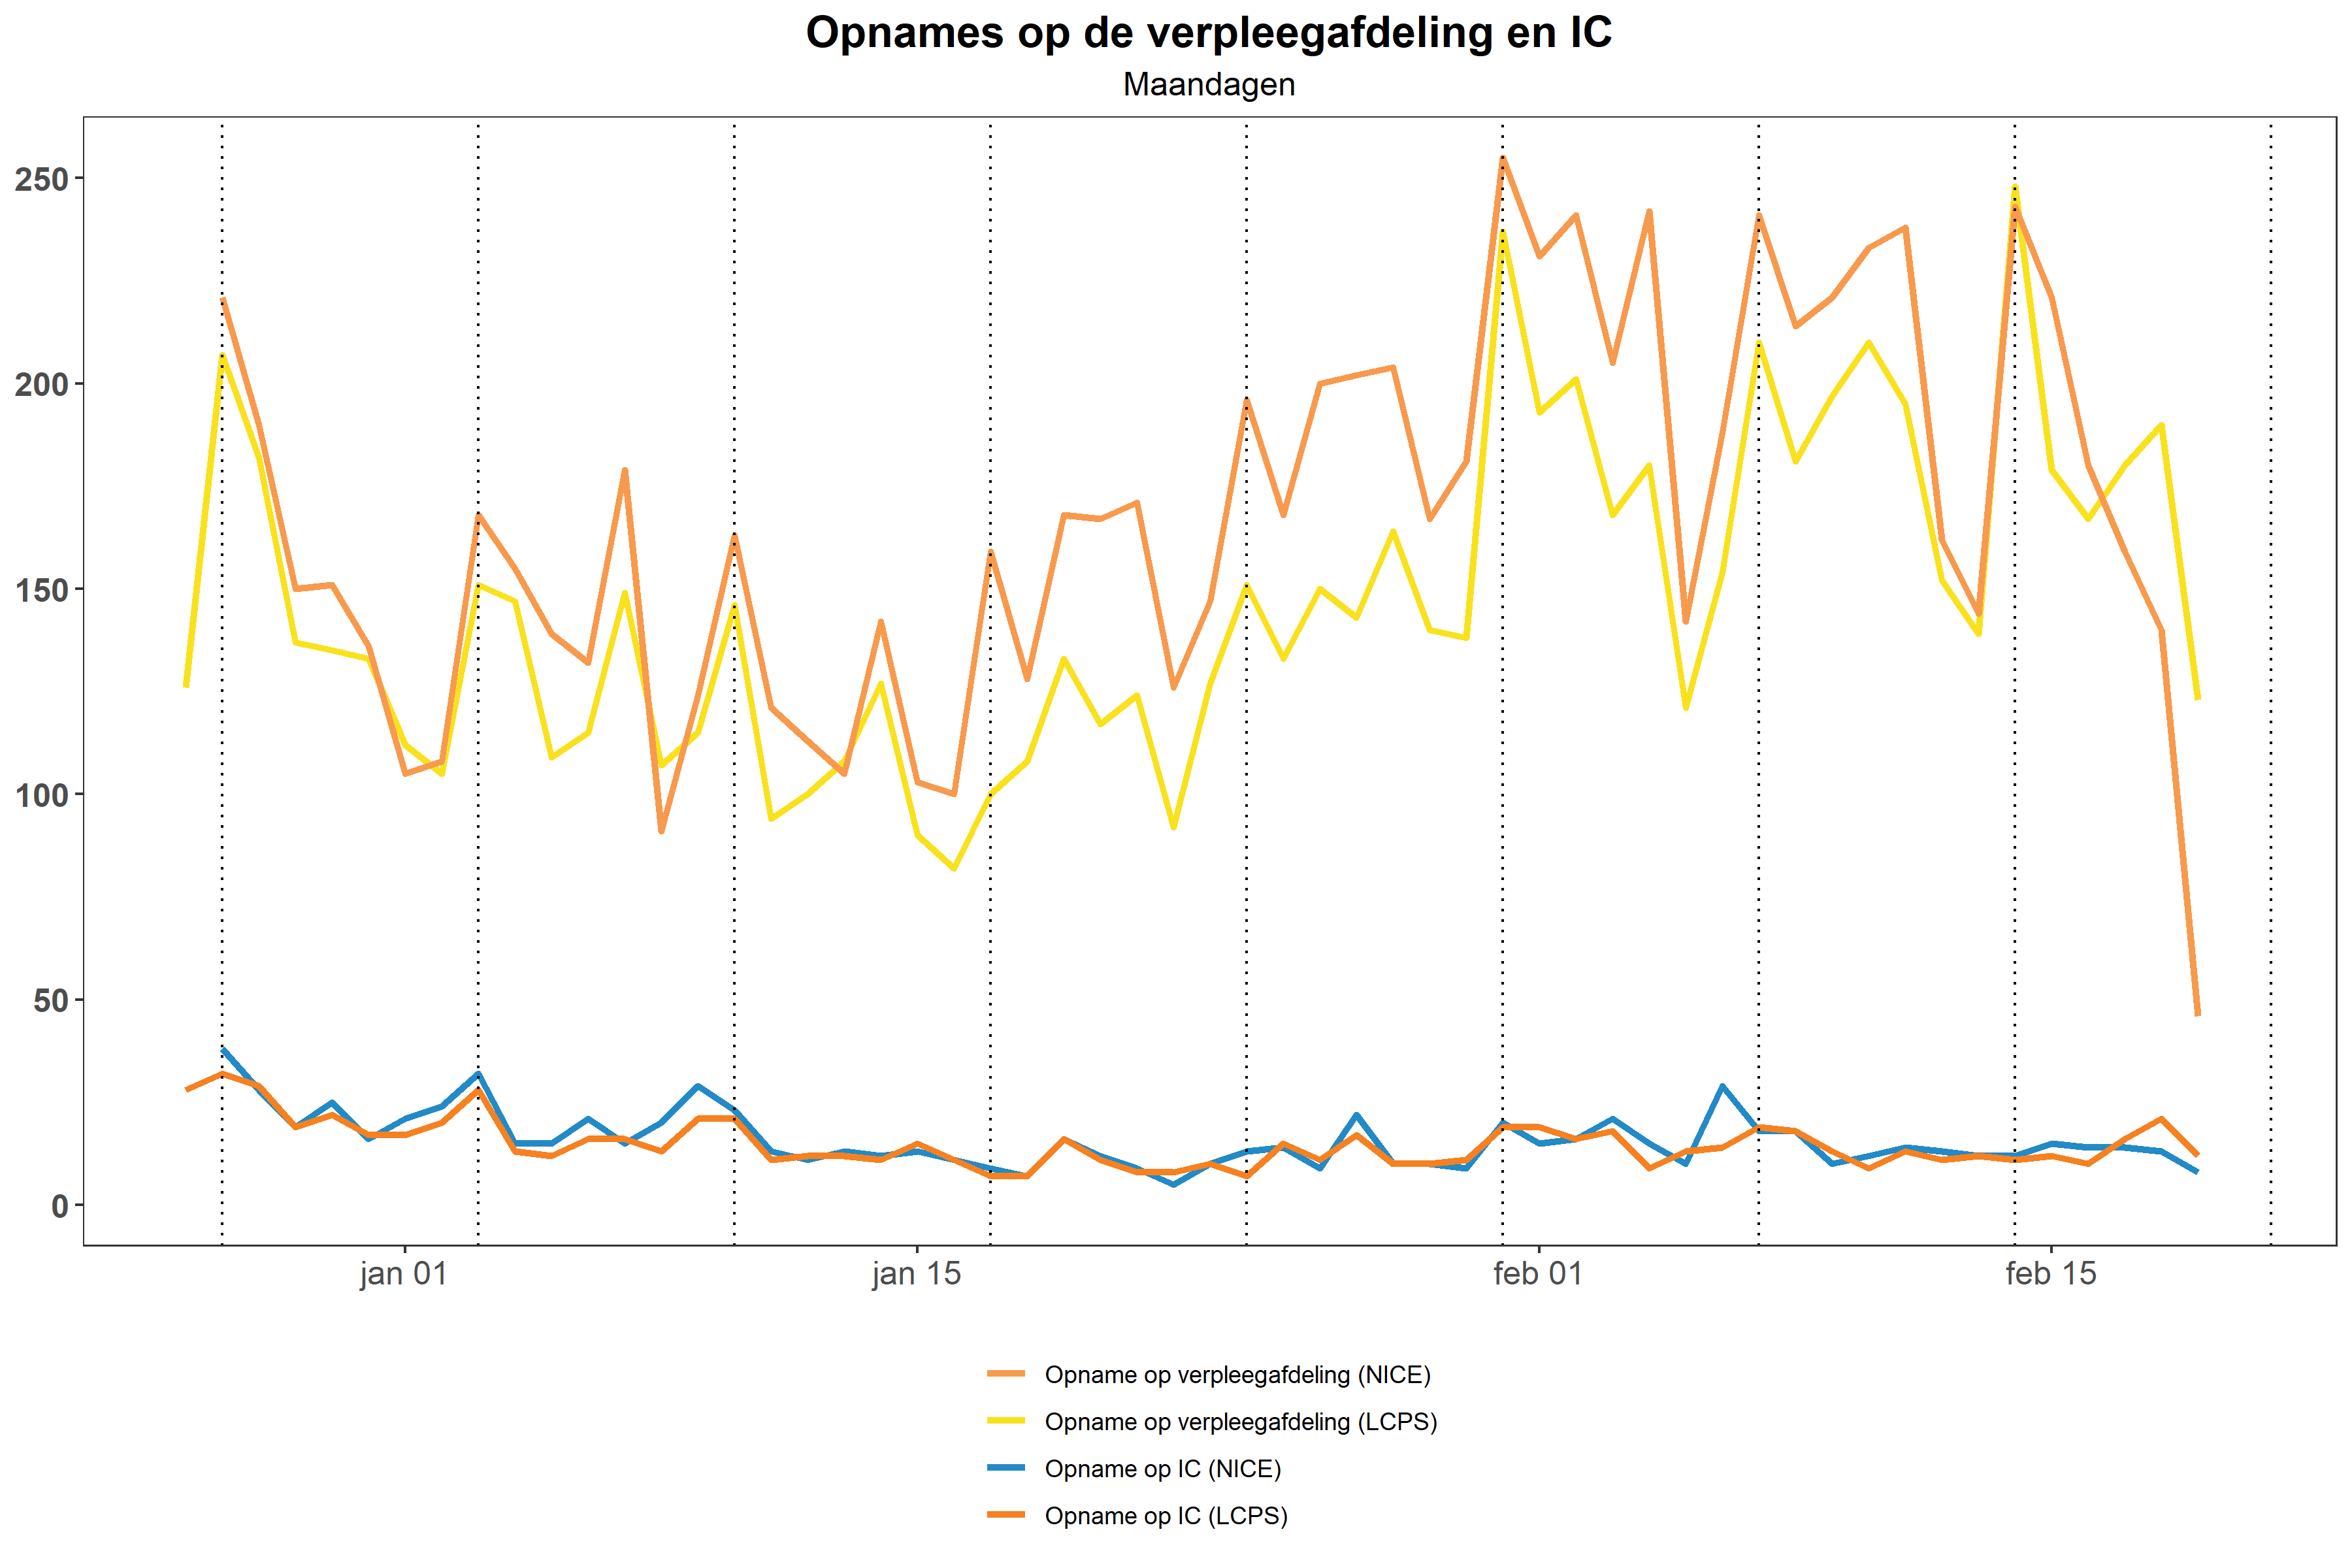 Opnames op de verpleegafdeling en IC
Maandagen
250
200
150
100
50
0
jan 01 jan 15 feb 01 feb 15
Opname op verpleegafdeling (NICE)
Opname op verpleegafdeling (LCPS)
Opname op IC (NICE)
Opname op IC (LCPS)